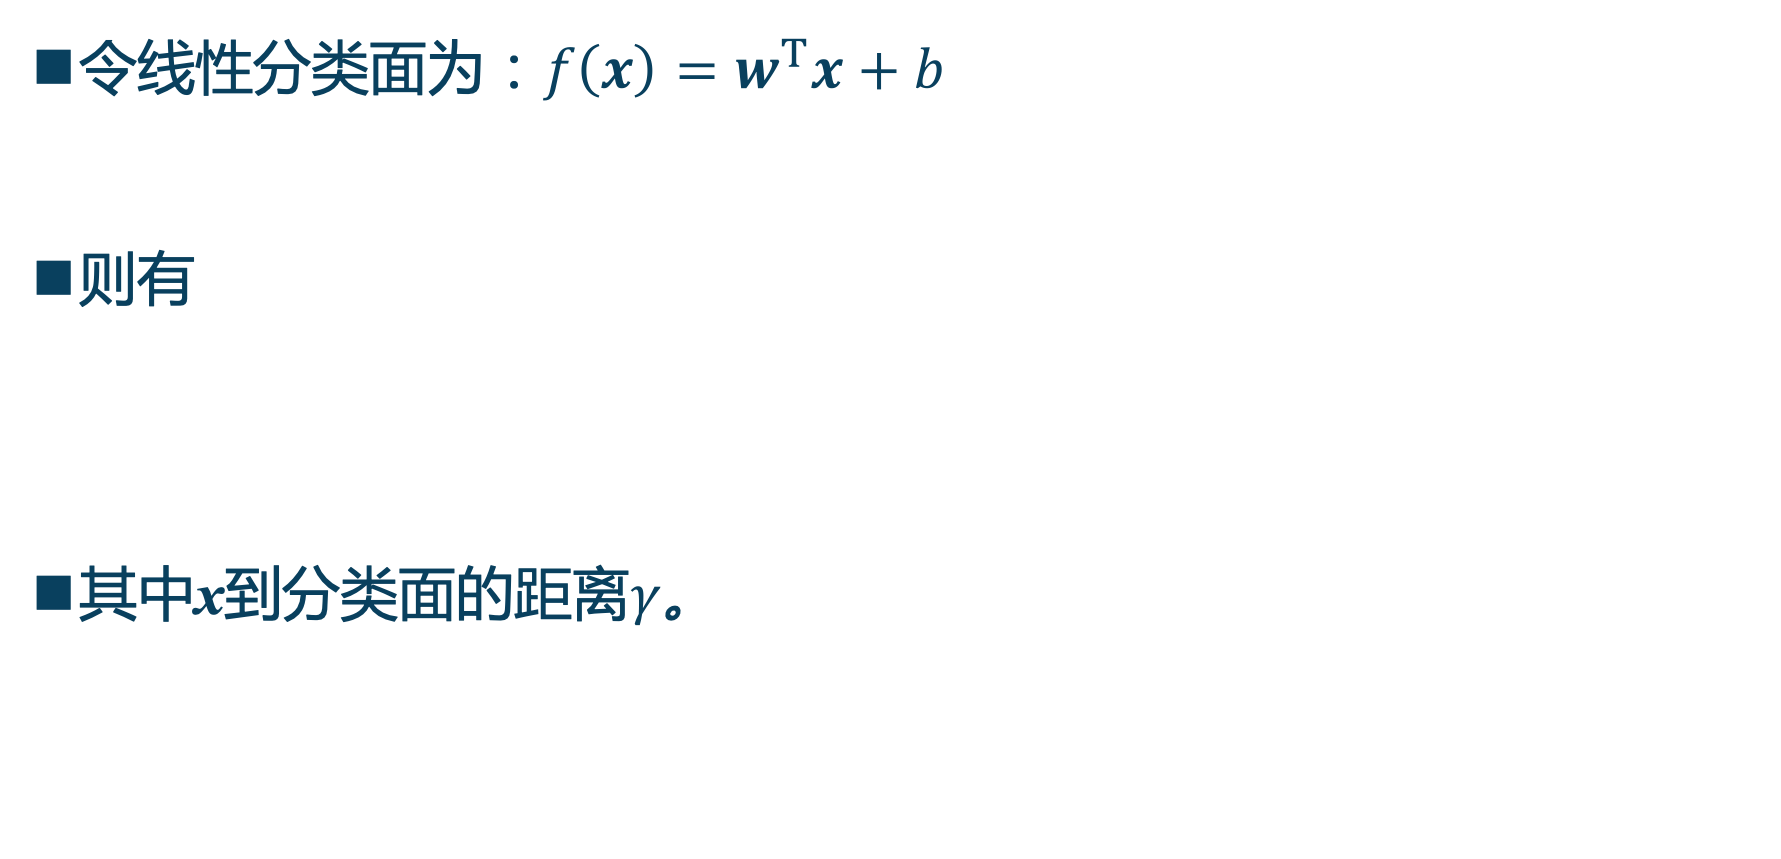 ■令线性分类面为：f(x) = wᵀx + b
■则有
■其中x到分类面的距离γ。